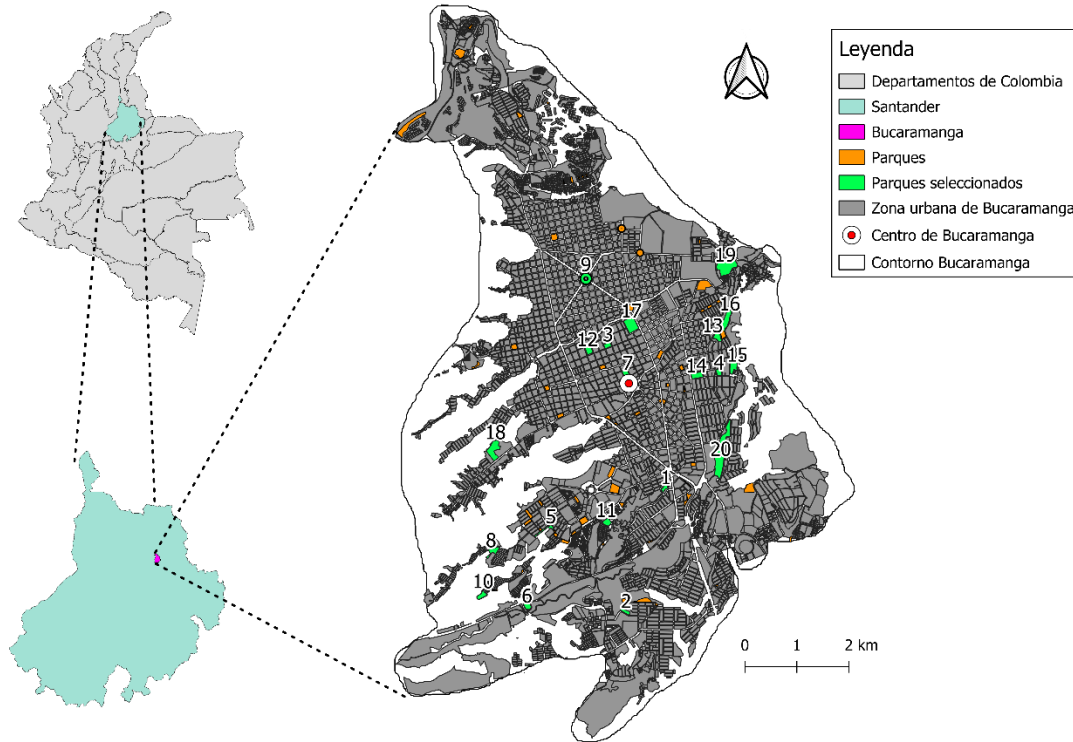 Leyenda
Departamentos de Colombia
Santander
Bucaramanga
Parques
Parques seleccionados
Zona urbana de Bucaramanga
Centro de Bucaramanga
Contorno Bucaramanga
19
9
16
17
13
12 3
7
14 4 15
18
20
1
5
11
8
10
6
2
0 1 2 km